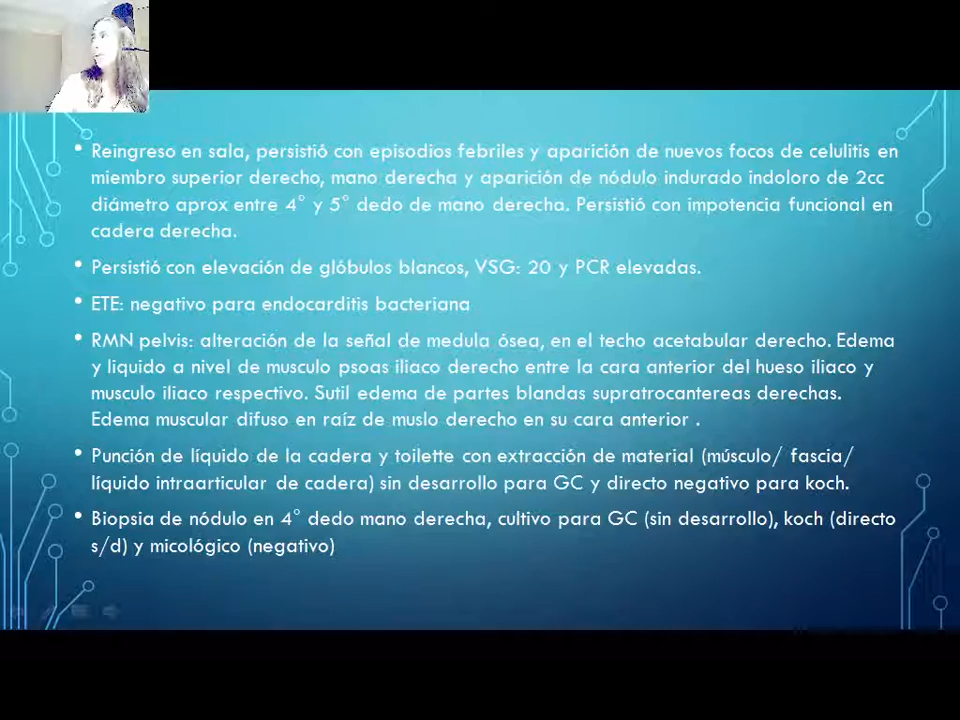 • Reingreso en sala, persistió con episodios febriles y aparición de nuevos focos de celulitis en
miembro superior derecho, mano derecha y aparición de nódulo indurado indoloro de 2cc
diámetro aprox entre 4° y 5° dedo de mano derecha. Persistió con impotencia funcional en
cadera derecha.
• Persistió con elevación de glóbulos blancos, VSG: 20 y PCR elevadas.
• ETE: negativo para endocarditis bacteriana
• RMN pelvis: alteración de la señal de medula ósea, en el techo acetabular derecho. Edema
y liquido a nivel de musculo psoas iliaco derecho entre la cara anterior del hueso iliaco y
musculo iliaco respectivo. Sutil edema de partes blandas supratrocantereas derechas.
Edema muscular difuso en raíz de muslo derecho en su cara anterior .
• Punción de líquido de la cadera y toilette con extracción de material (músculo/ fascia/
líquido intraarticular de cadera) sin desarrollo para GC y directo negativo para koch.
• Biopsia de nódulo en 4° dedo mano derecha, cultivo para GC (sin desarrollo), koch (directo
s/d) y micológico (negativo)